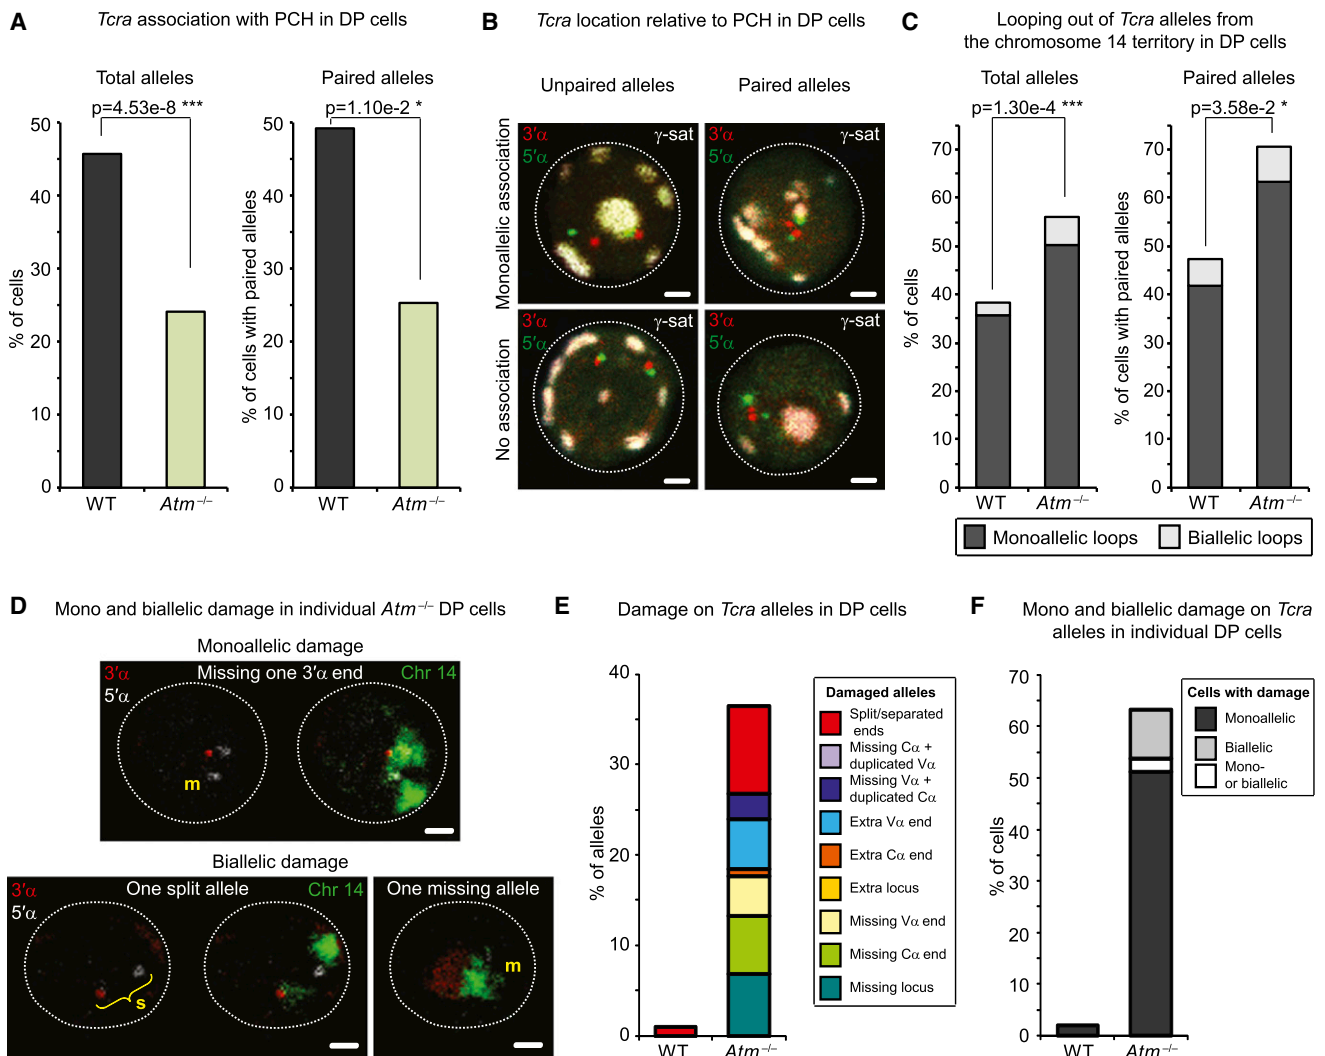 A
Tcra association with PCH in DP cells
Total alleles
p=4.53e-8 ***
% of cells
50
40
30
20
10
0
WT
Atm⁻/⁻
Paired alleles
p=1.10e-2 *
% of cells with paired alleles
50
40
30
20
10
0
WT
Atm⁻/⁻
B
Tcra location relative to PCH in DP cells
Unpaired alleles
Paired alleles
Monoallelic association
3′α
5′α
γ-sat
3′α
5′α
γ-sat
No association
3′α
5′α
γ-sat
3′α
5′α
γ-sat
C
Looping out of Tcra alleles from
the chromosome 14 territory in DP cells
Total alleles
p=1.30e-4 ***
% of cells
70
60
50
40
30
20
10
0
WT
Atm⁻/⁻
Paired alleles
p=3.58e-2 *
% of cells with paired alleles
70
60
50
40
30
20
10
0
WT
Atm⁻/⁻
Monoallelic loops
Biallelic loops
D
Mono and biallelic damage in individual Atm⁻/⁻ DP cells
Monoallelic damage
3′α
5′α
Missing one 3′α end
Chr 14
m
Biallelic damage
3′α
5′α
One split allele
Chr 14
s
One missing allele
m
E
Damage on Tcra alleles in DP cells
% of alleles
40
30
20
10
0
WT
Atm⁻/⁻
Damaged alleles
Split/separated
ends
Missing Cα +
duplicated Vα
Missing Vα +
duplicated Cα
Extra Vα end
Extra Cα end
Extra locus
Missing Vα end
Missing Cα end
Missing locus
F
Mono and biallelic damage on Tcra
alleles in individual DP cells
% of cells
70
60
50
40
30
20
10
0
WT
Atm⁻/⁻
Cells with damage
Monoallelic
Biallelic
Mono-
or biallelic